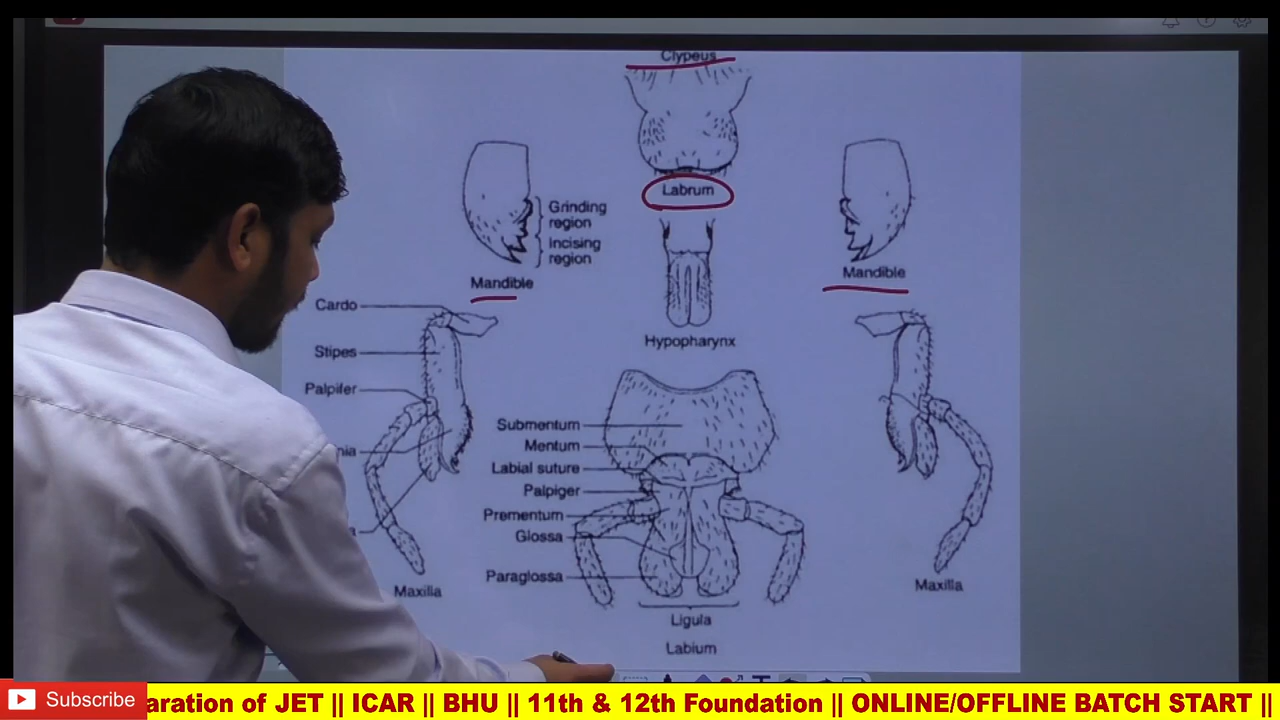 Clypeus
Labrum
Grinding
region
Incising
region
Mandible
Mandible
Cardo
Stipes
Palpifer
Hypopharynx
Submentum
Mentum
Labial suture
Palpiger
Prementum
Glossa
Paraglossa
Maxilla
Maxilla
Ligula
Labium
Subscribe
aration of JET || ICAR || BHU || 11th & 12th Foundation || ONLINE/OFFLINE BATCH START ||